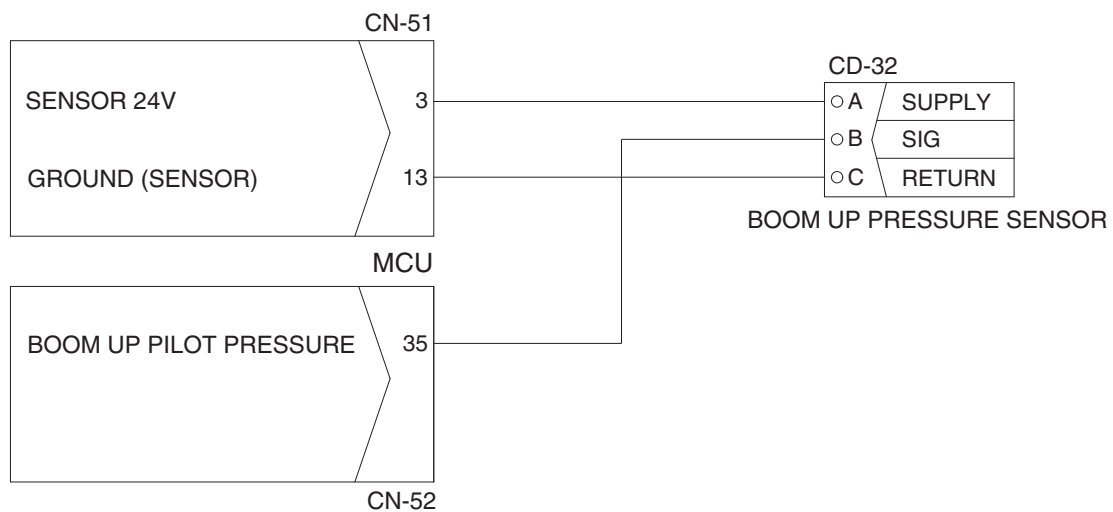 CN-51
SENSOR 24V 3
GROUND (SENSOR) 13
CD-32
A SUPPLY
B SIG
C RETURN
BOOM UP PRESSURE SENSOR
MCU
BOOM UP PILOT PRESSURE 35
CN-52